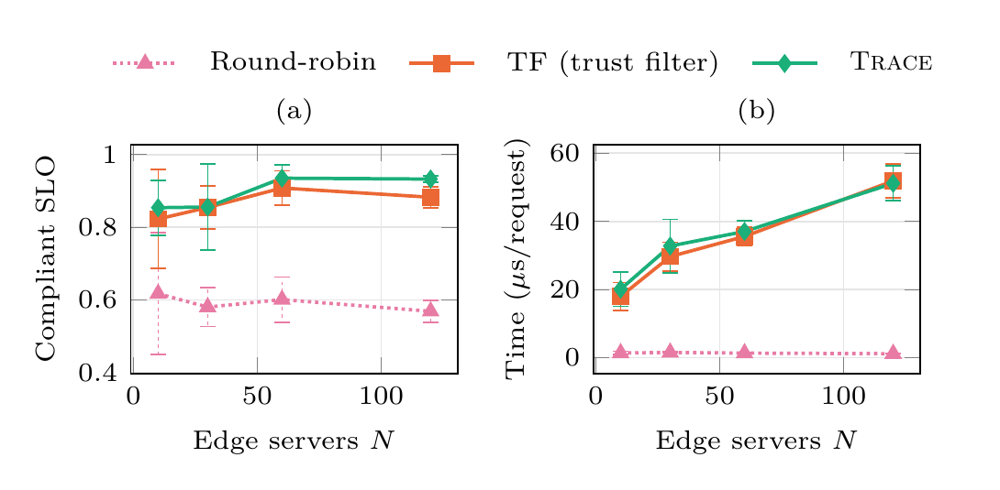 Round-robin TF (trust filter) TRACE
(a)
Compliant SLO
1
0.8
0.6
0.4
0 50 100
Edge servers N
(b)
Time (μs/request)
60
40
20
0
0 50 100
Edge servers N